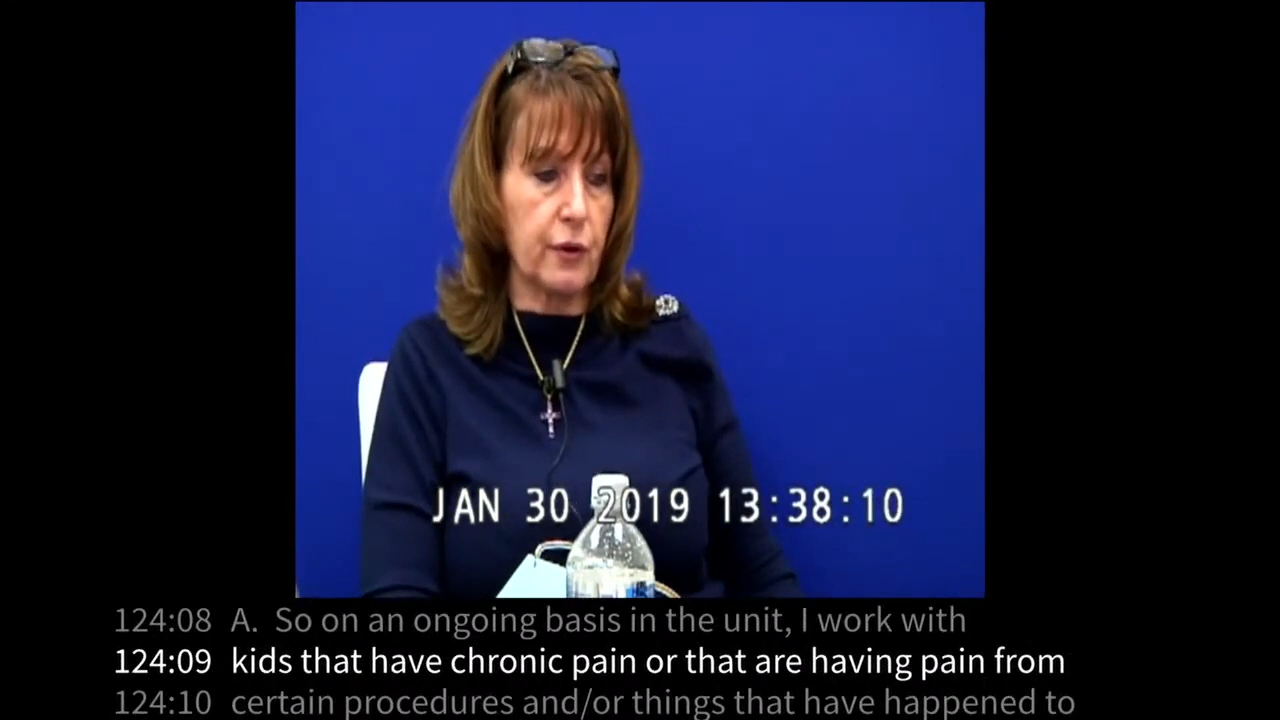 JAN 30 2019 13:38:10
124:08 A. So on an ongoing basis in the unit, I work with
124:09 kids that have chronic pain or that are having pain from
124:10 certain procedures and/or things that have happened to